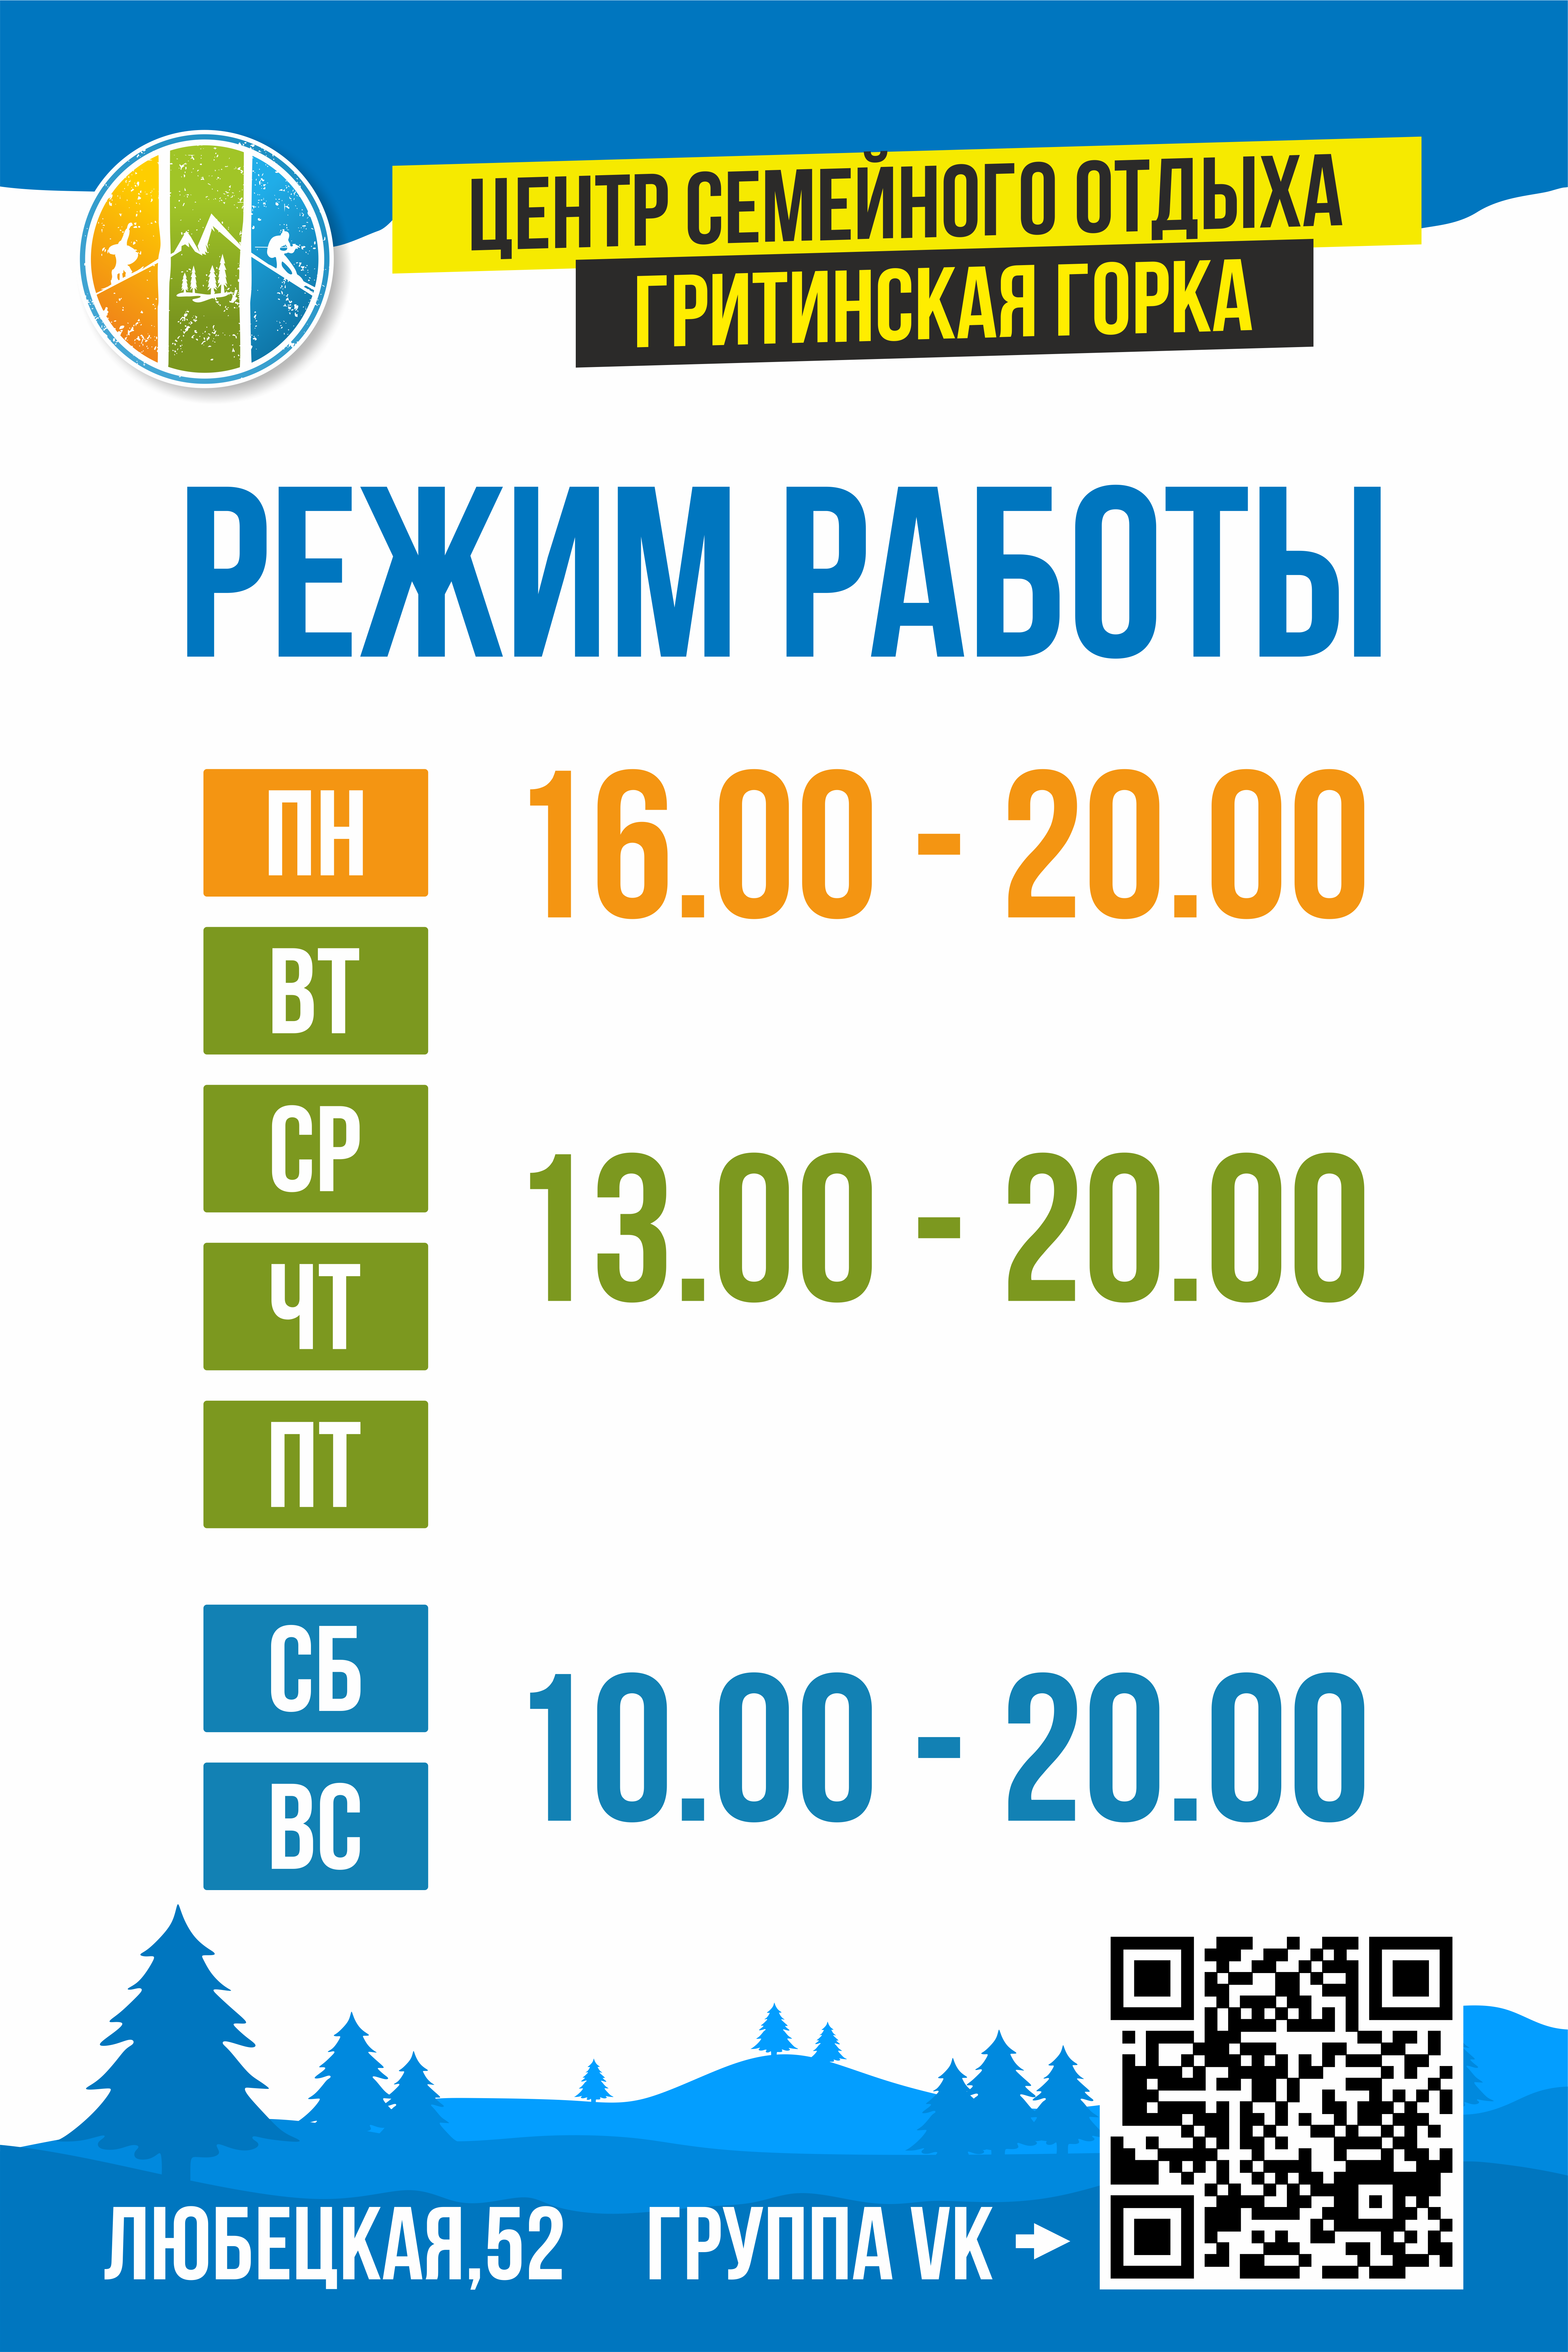 ЦЕНТР СЕМЕЙНОГО ОТДЫХА
ГРИТИНСКАЯ ГОРКА
РЕЖИМ РАБОТЫ
ПН 16.00 - 20.00
ВТ
СР
13.00 - 20.00
ЧТ
ПТ
СБ
10.00 - 20.00
ВС
ЛЮБЕЦКАЯ,52 ГРУППА VK